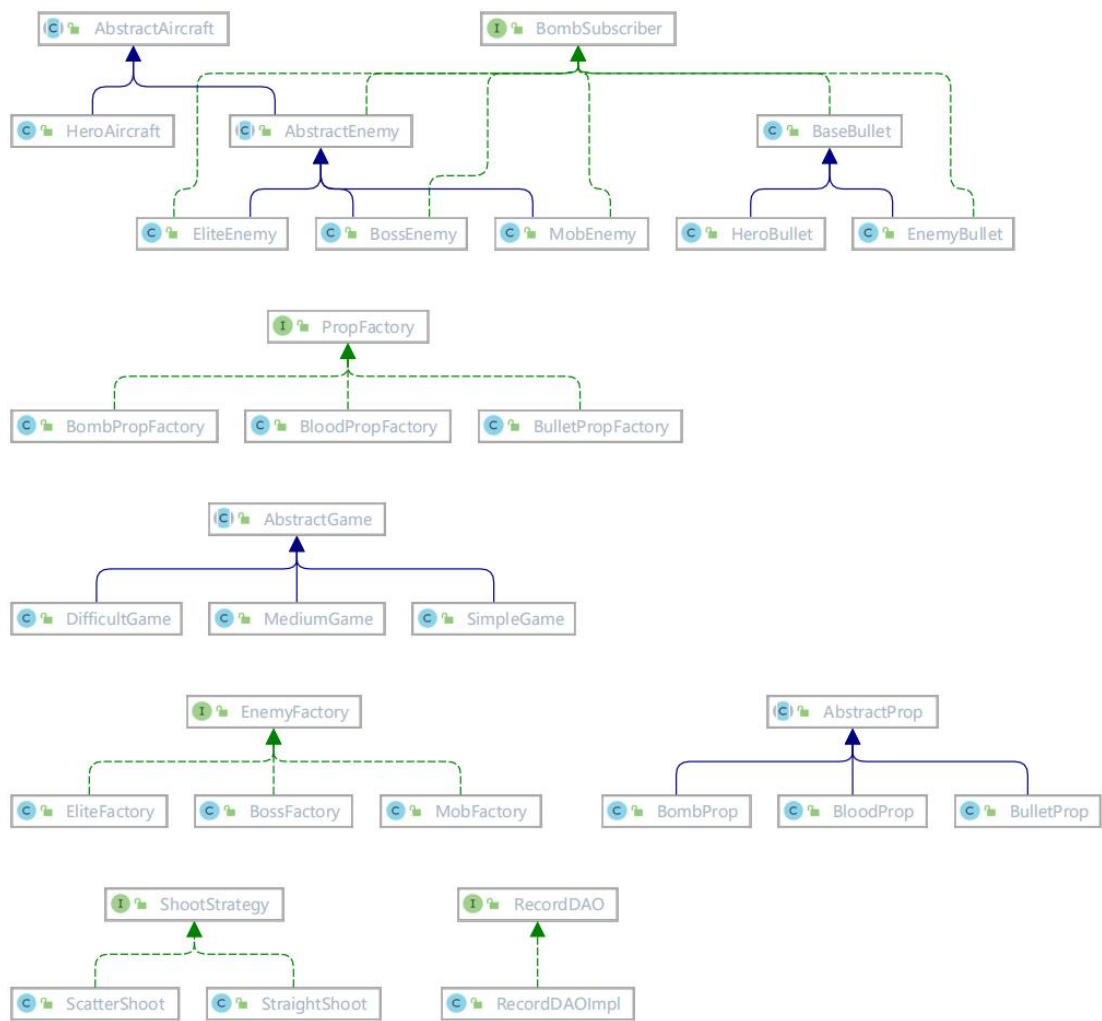 AbstractAircraft
BombSubscriber
HeroAircraft
AbstractEnemy
BaseBullet
EliteEnemy
BossEnemy
MobEnemy
HeroBullet
EnemyBullet
PropFactory
BombPropFactory
BloodPropFactory
BulletPropFactory
AbstractGame
DifficultGame
MediumGame
SimpleGame
EnemyFactory
AbstractProp
EliteFactory
BossFactory
MobFactory
BombProp
BloodProp
BulletProp
ShootStrategy
RecordDAO
ScatterShoot
StraightShoot
RecordDAOImpl